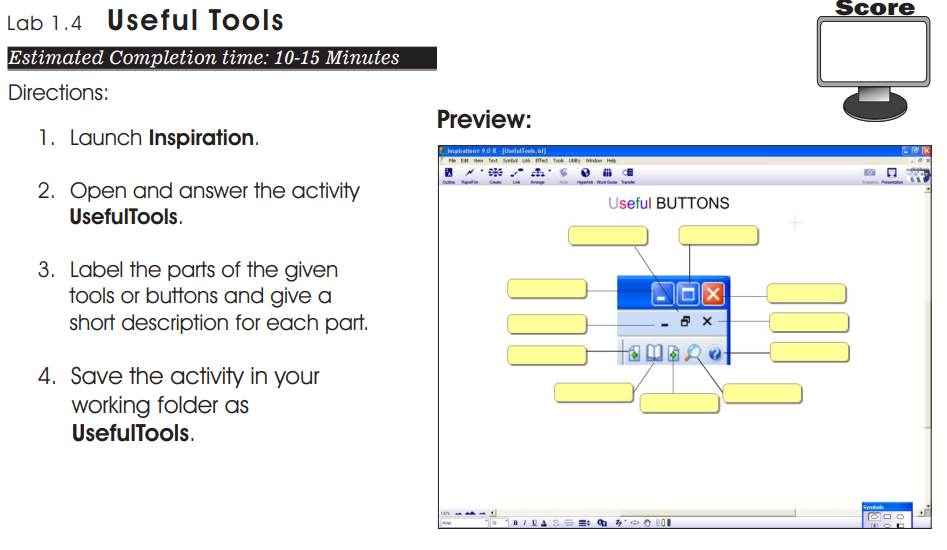 Lab 1.4 Useful Tools
Score
Estimated Completion time: 10-15 Minutes
Directions:
1. Launch Inspiration.
2. Open and answer the activity
UsefulTools.
3. Label the parts of the given
tools or buttons and give a
short description for each part.
4. Save the activity in your
working folder as
UsefulTools.
Preview:
Inspiration® 9.0 IE - [UsefulTools.isf]
File Edit View Text Symbol Link Effect Tools Utility Window Help
Outline RapidFire Create Link Arrange Note Hyperlink Word Guide Transfer Presentation
Useful BUTTONS
Symbols
100%
Arial 12 B I U A